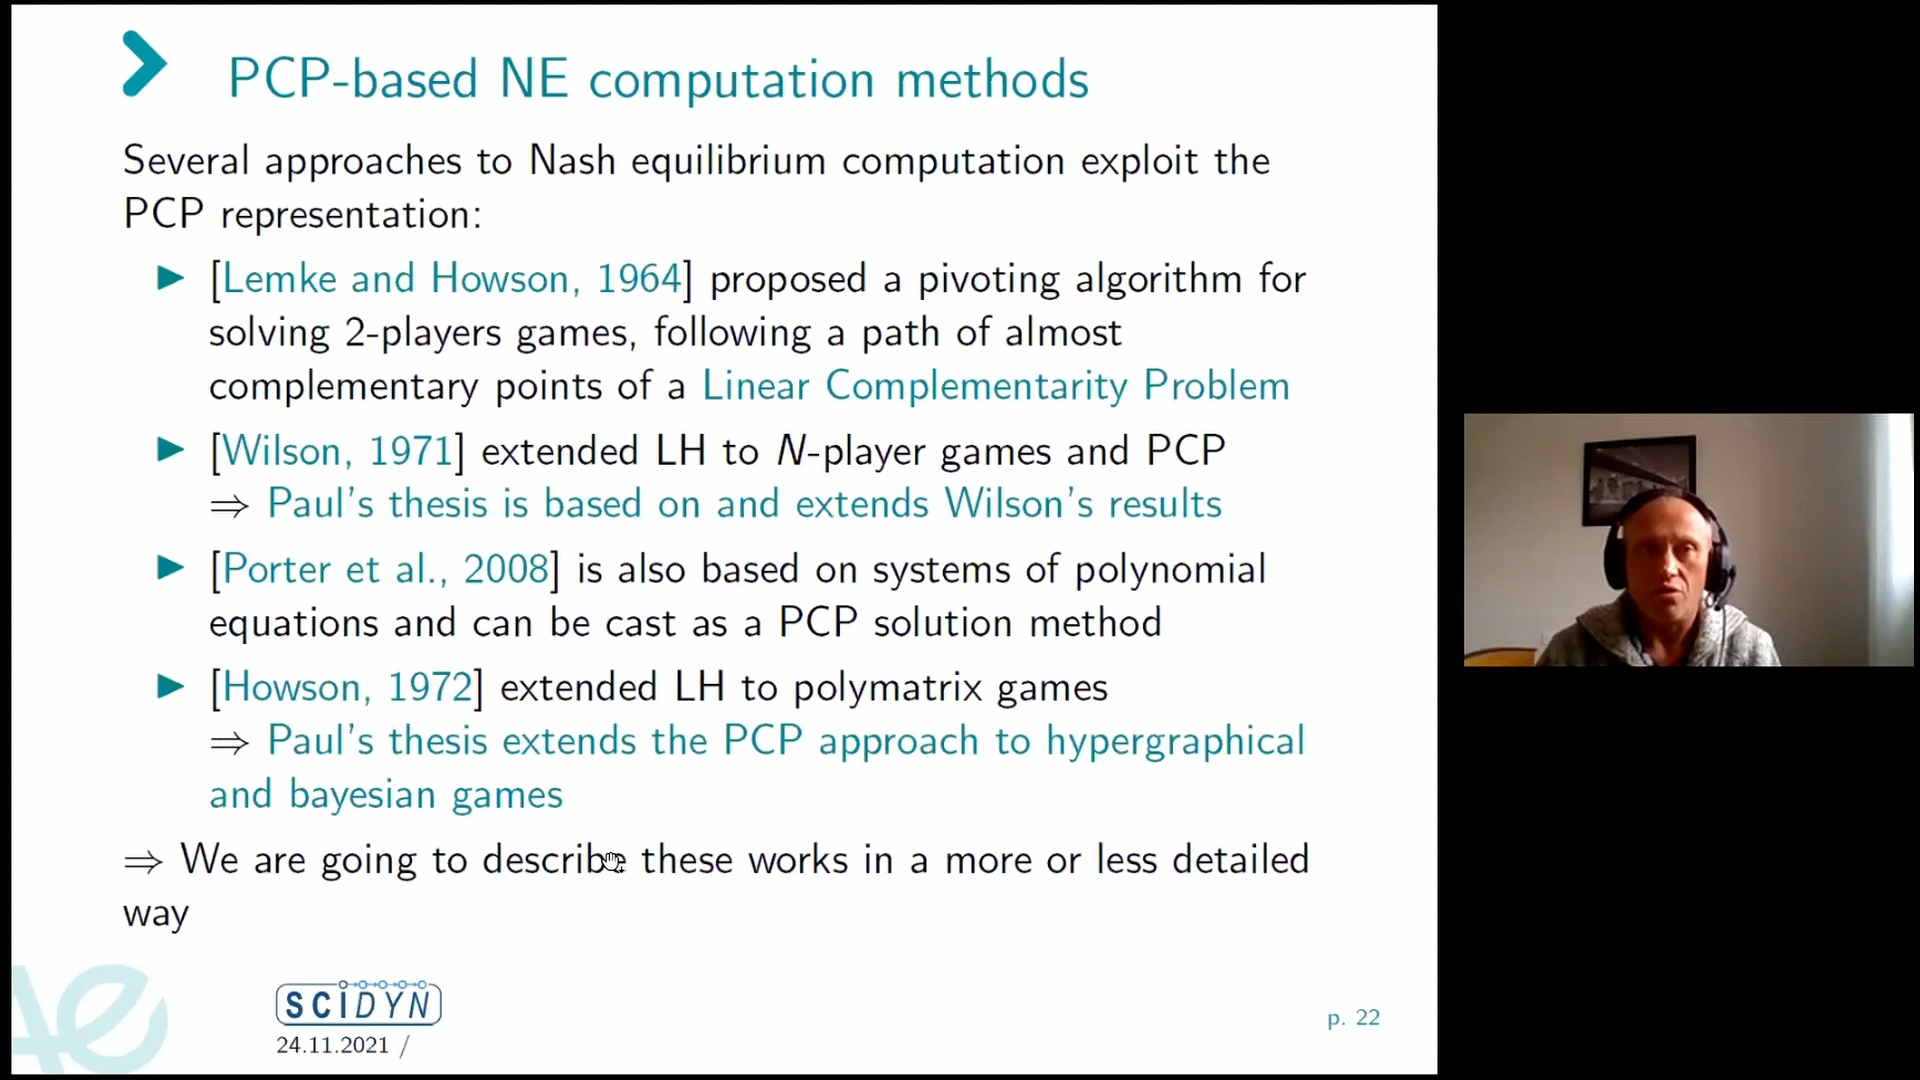 PCP-based NE computation methods
Several approaches to Nash equilibrium computation exploit the
PCP representation:
[Lemke and Howson, 1964] proposed a pivoting algorithm for
solving 2-players games, following a path of almost
complementary points of a Linear Complementarity Problem
[Wilson, 1971] extended LH to N-player games and PCP
⇒ Paul's thesis is based on and extends Wilson's results
[Porter et al., 2008] is also based on systems of polynomial
equations and can be cast as a PCP solution method
[Howson, 1972] extended LH to polymatrix games
⇒ Paul's thesis extends the PCP approach to hypergraphical
and bayesian games
⇒ We are going to describe these works in a more or less detailed
way
SCIDYN
24.11.2021 /
p. 22